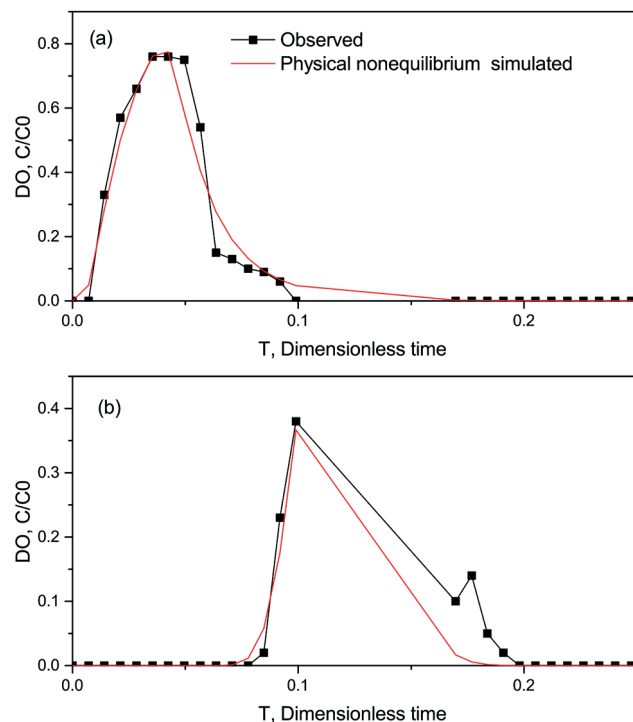 (a)
Observed
Physical nonequilibrium simulated
0.8
0.6
0.4
0.2
0.0
DO, C/C0
0.0 0.1 0.2
T, Dimensionless time
(b)
0.4
0.3
0.2
0.1
0.0
DO, C/C0
0.0 0.1 0.2
T, Dimensionless time